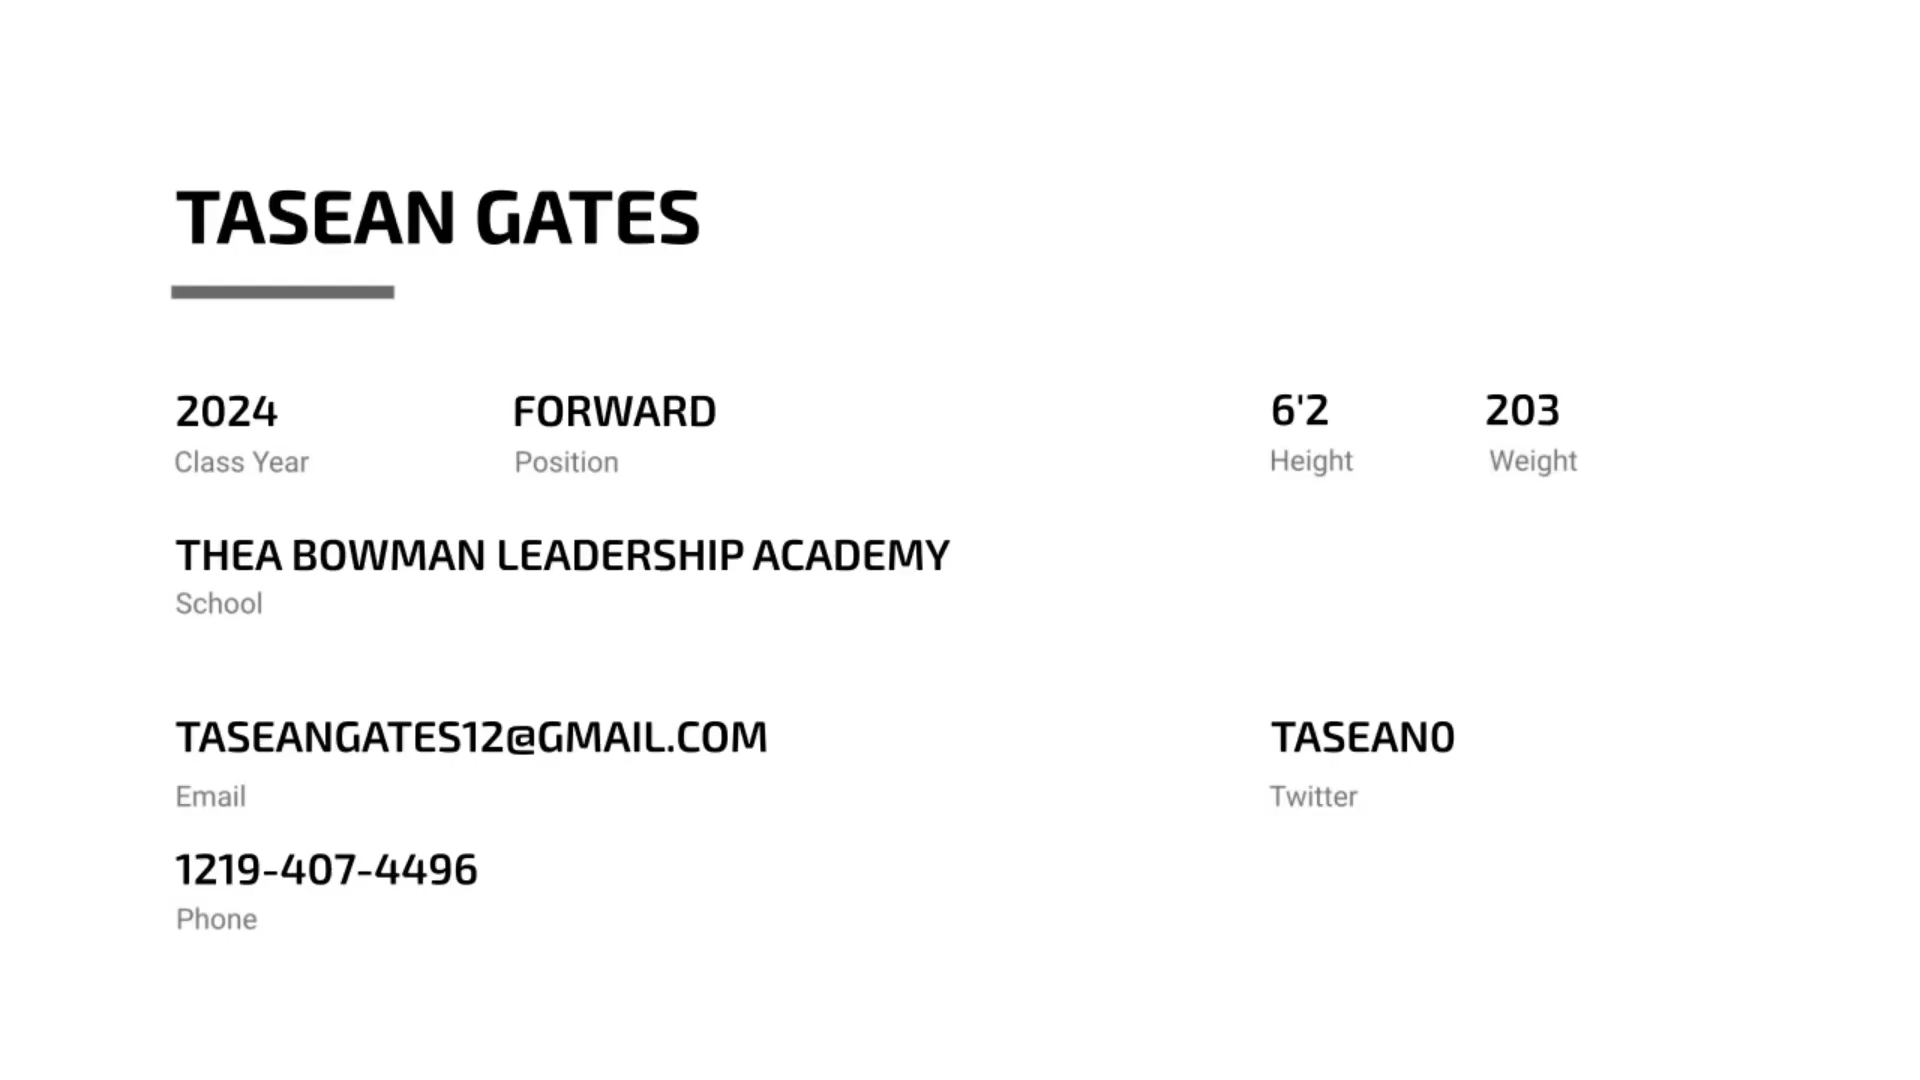 TASEAN GATES
2024 FORWARD 6'2 203
Class Year Position Height Weight
THEA BOWMAN LEADERSHIP ACADEMY
School
TASEANGATES12@GMAIL.COM TASEAN0
Email Twitter
1219-407-4496
Phone